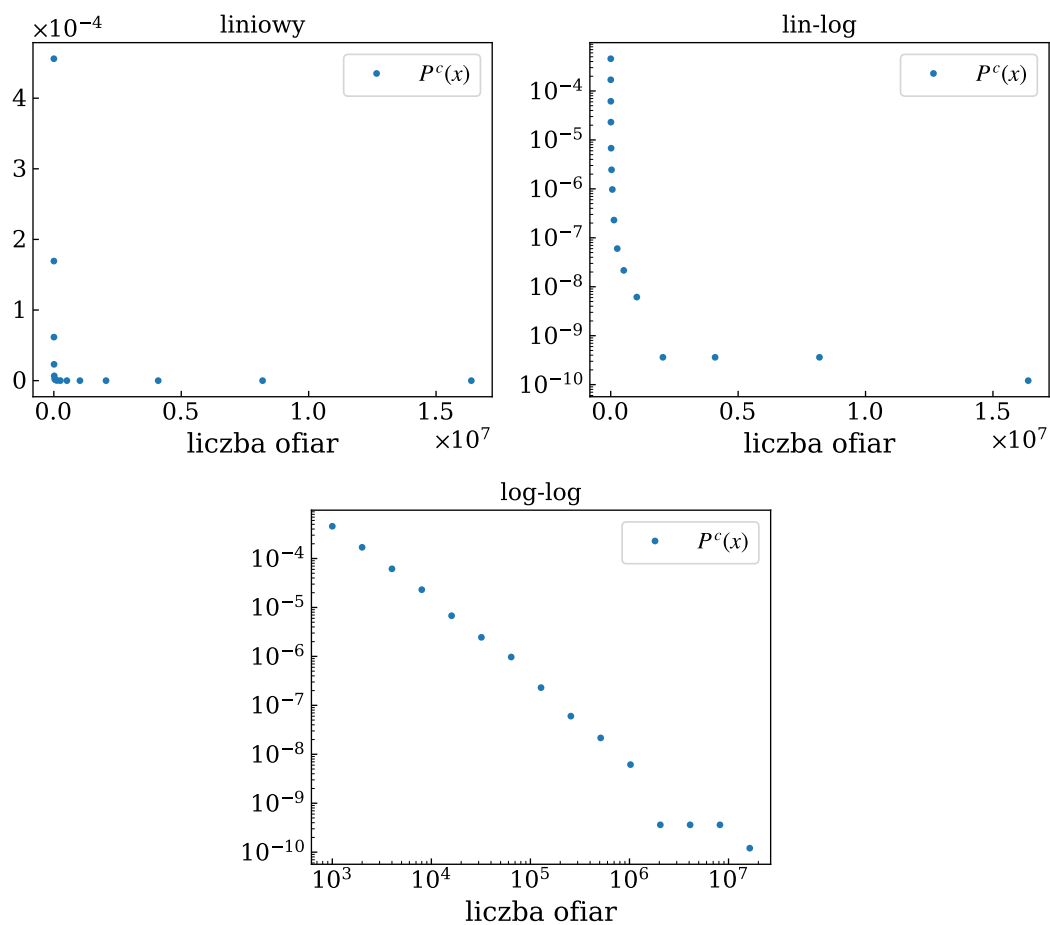 liniowy
×10⁻⁴
P^c(x)
4
3
2
1
0
0.0 0.5 1.0 1.5
×10⁷
liczba ofiar
lin-log
P^c(x)
10⁻⁴
10⁻⁵
10⁻⁶
10⁻⁷
10⁻⁸
10⁻⁹
10⁻¹⁰
0.0 0.5 1.0 1.5
×10⁷
liczba ofiar
log-log
P^c(x)
10⁻⁴
10⁻⁵
10⁻⁶
10⁻⁷
10⁻⁸
10⁻⁹
10⁻¹⁰
10³ 10⁴ 10⁵ 10⁶ 10⁷
liczba ofiar